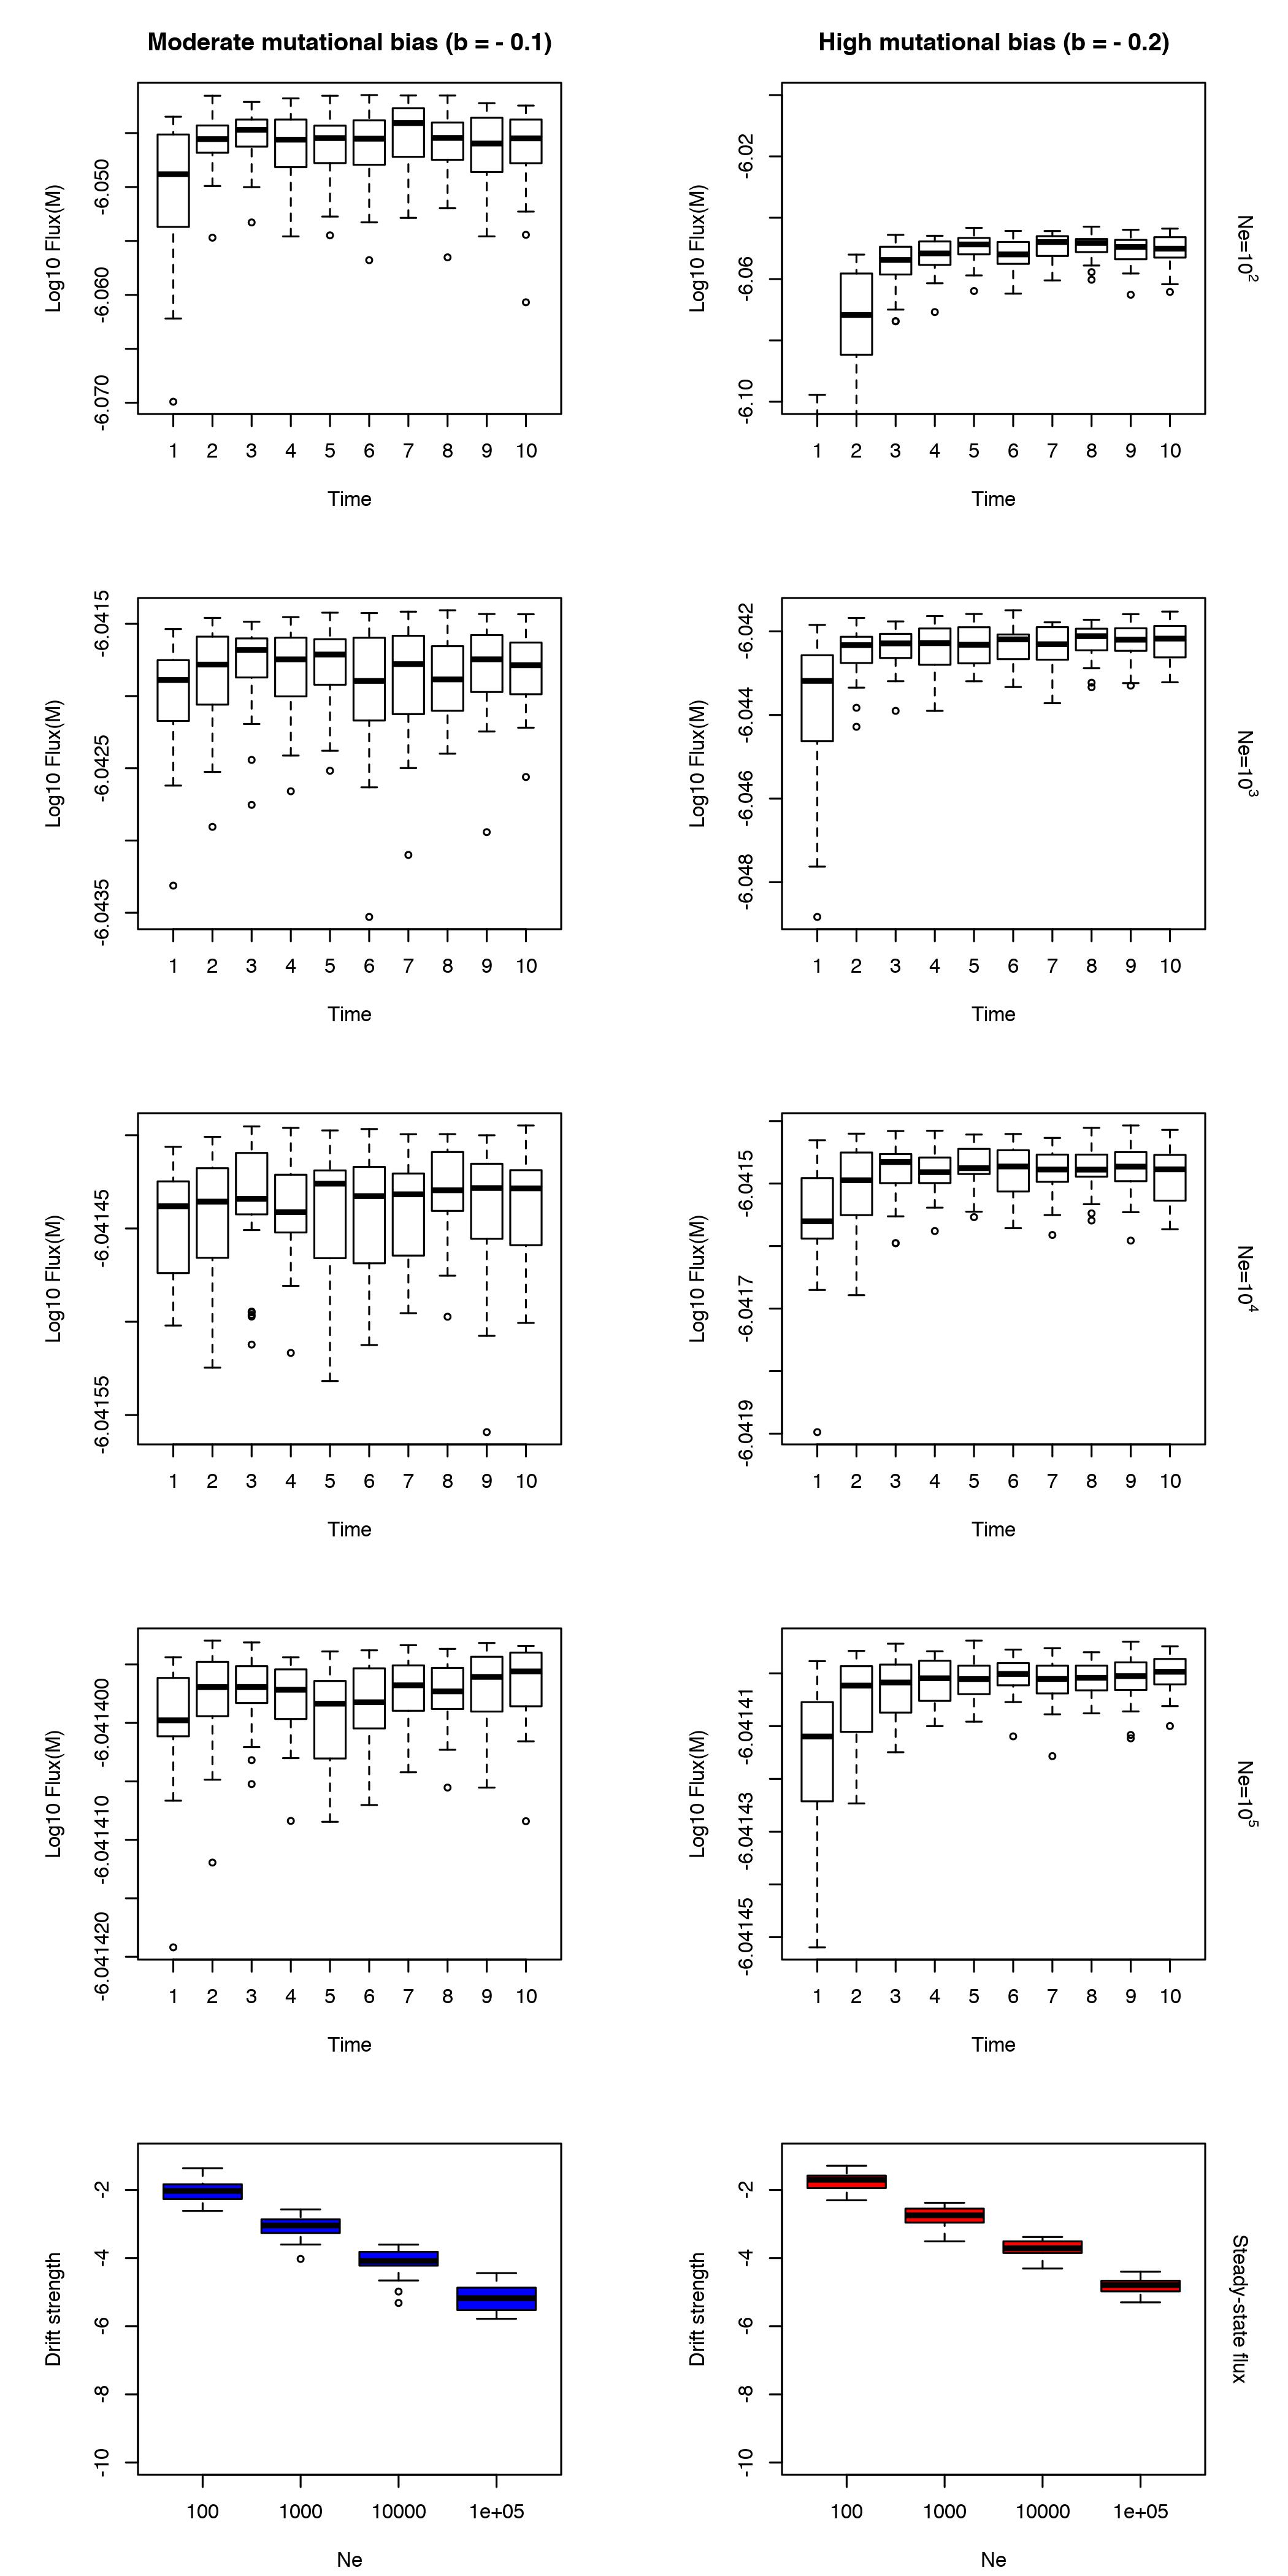 Moderate mutational bias (b = - 0.1)
High mutational bias (b = - 0.2)
Log10 Flux(M)
-6.050
-6.060
-6.070
1 2 3 4 5 6 7 8 9 10
Time
Log10 Flux(M)
-6.02
-6.06
-6.10
1 2 3 4 5 6 7 8 9 10
Time
Ne=10^2
Log10 Flux(M)
-6.0415
-6.0425
-6.0435
1 2 3 4 5 6 7 8 9 10
Time
Log10 Flux(M)
-6.042
-6.044
-6.046
-6.048
1 2 3 4 5 6 7 8 9 10
Time
Ne=10^3
Log10 Flux(M)
-6.04145
-6.04155
1 2 3 4 5 6 7 8 9 10
Time
Log10 Flux(M)
-6.0415
-6.0417
-6.0419
1 2 3 4 5 6 7 8 9 10
Time
Ne=10^4
Log10 Flux(M)
-6.041400
-6.041410
-6.041420
1 2 3 4 5 6 7 8 9 10
Time
Log10 Flux(M)
-6.04141
-6.04143
-6.04145
1 2 3 4 5 6 7 8 9 10
Time
Ne=10^5
Drift strength
-2
-4
-6
-8
-10
100 1000 10000 1e+05
Ne
Drift strength
-2
-4
-6
-8
-10
100 1000 10000 1e+05
Ne
Steady-state flux